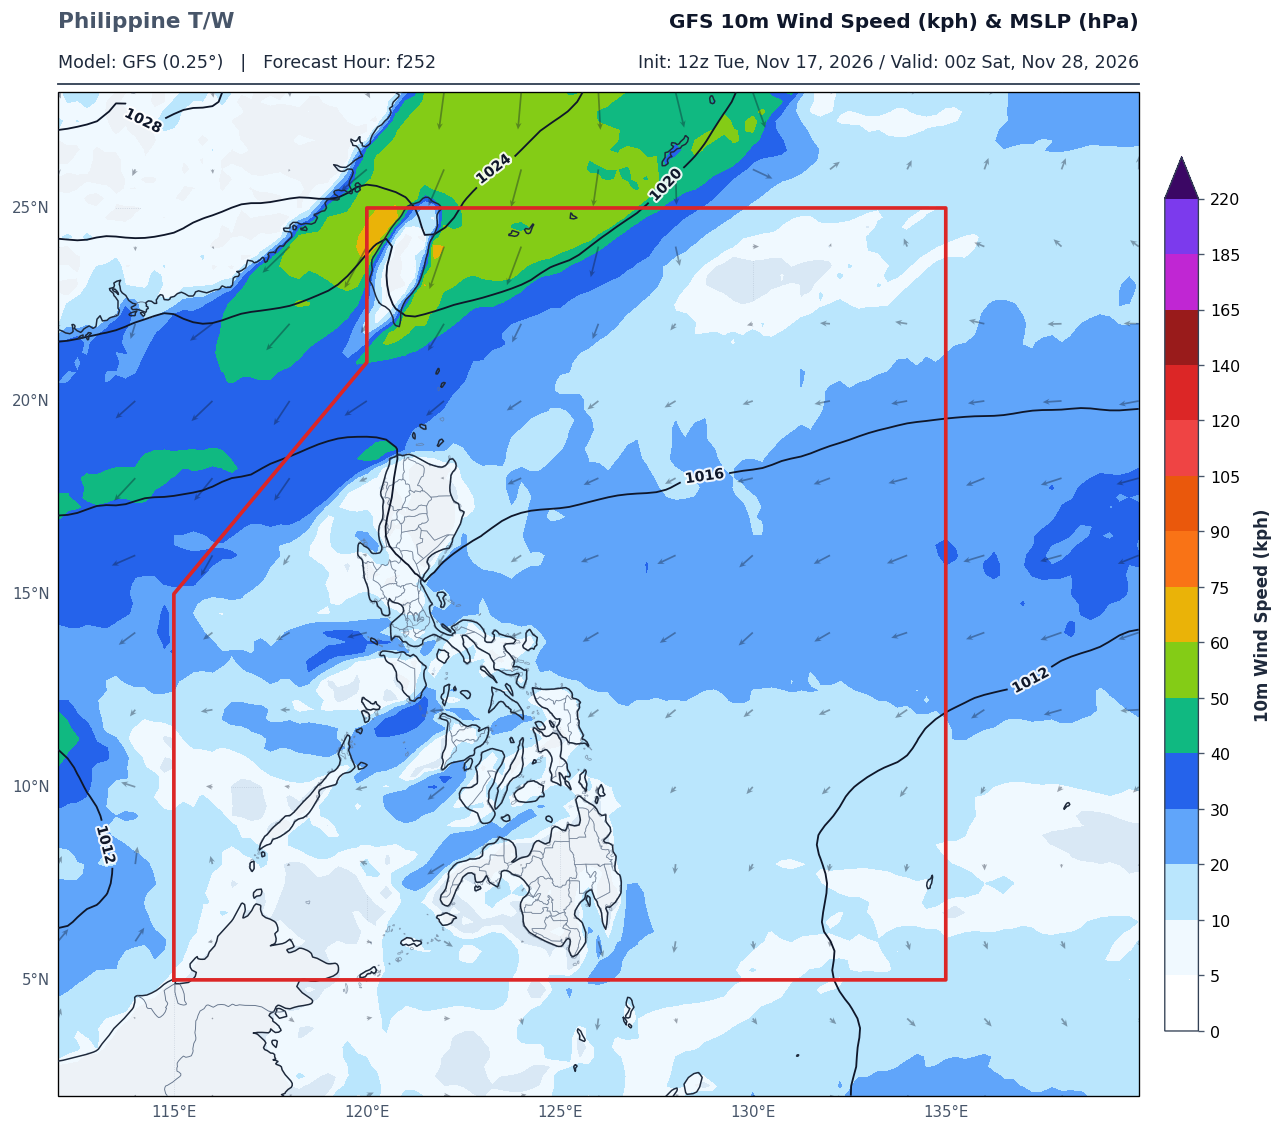 Philippine T/W
GFS 10m Wind Speed (kph) & MSLP (hPa)
Model: GFS (0.25°) | Forecast Hour: f252
Init: 12z Tue, Nov 17, 2026 / Valid: 00z Sat, Nov 28, 2026
1028
1024
1020
1016
1012
1012
25°N
20°N
15°N
10°N
5°N
115°E
120°E
125°E
130°E
135°E
220
185
165
140
120
105
90
75
60
50
40
30
20
10
5
0
10m Wind Speed (kph)